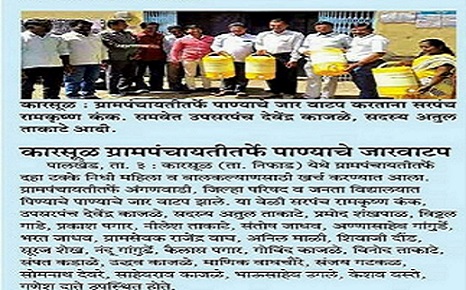 कारसूळ : ग्रामपंचायतीतर्फे पाण्याचे जार वाटप करताना सरपंच
रामकृष्ण कंक. समवेत उपसरपंच देवेंद्र काजळे, सदस्य अतुल
ताकाटे आदी.
कारसूळ ग्रामपंचायतीतर्फे पाण्याचे जारवाटप
पालखेड, ता. ३ : कारसूळ (ता. निफाड) येथे ग्रामपंचायतीतर्फे
दहा टक्के निधी महिला व बालकल्याणसाठी खर्च करण्यात आला.
ग्रामपंचायतीतर्फे अंगणवाडी, जिल्हा परिषद व जनता विद्यालयात
पिण्याचे पाण्याचे जार वाटप झाले. या वेळी सरपंच रामकृष्ण कंक,
उपसरपंच देवेंद्र काजळे, सदस्य अतुल ताकाटे, प्रमोद शंखपाळ, विठ्ठल
गाडे, प्रकाश पगार, नीलेश ताकाटे, संतोष जाधव, अण्णासाहेब गांगुर्डे,
भरत जाधव, ग्रामसेवक राजेंद्र वाघ, अनिल माळी, शिवाजी दौंड,
सूरज शेख, नंदू गांगुर्डे, कैलास पगार, गोविंद काजळे, विनोद ताकाटे,
संपत कडाळे, उद्धव काजळे, माणिक वाघचौरे, संजय गटकळ,
सोमनाथ देवरे, साहेबराव काजळे, भाऊसाहेब उगले, केशव यस्ते,
गणेश दाते उपस्थित होते.